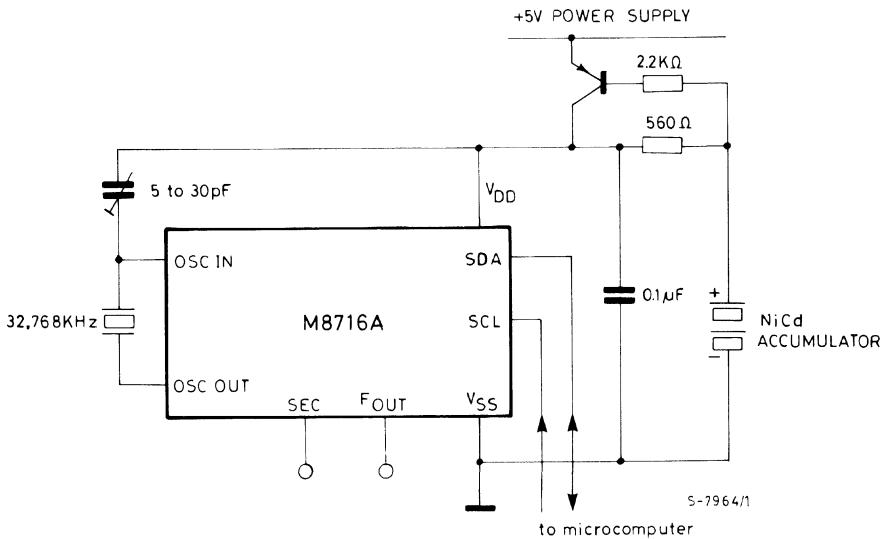 +5V POWER SUPPLY
2.2KΩ
560Ω
5 to 30pF
VDD
OSC IN
SDA
0.1µF
+
NiCd
ACCUMULATOR
-
32,768KHz
M8716A
SCL
OSC OUT
SEC
FOUT
VSS
S-7964/1
to microcomputer